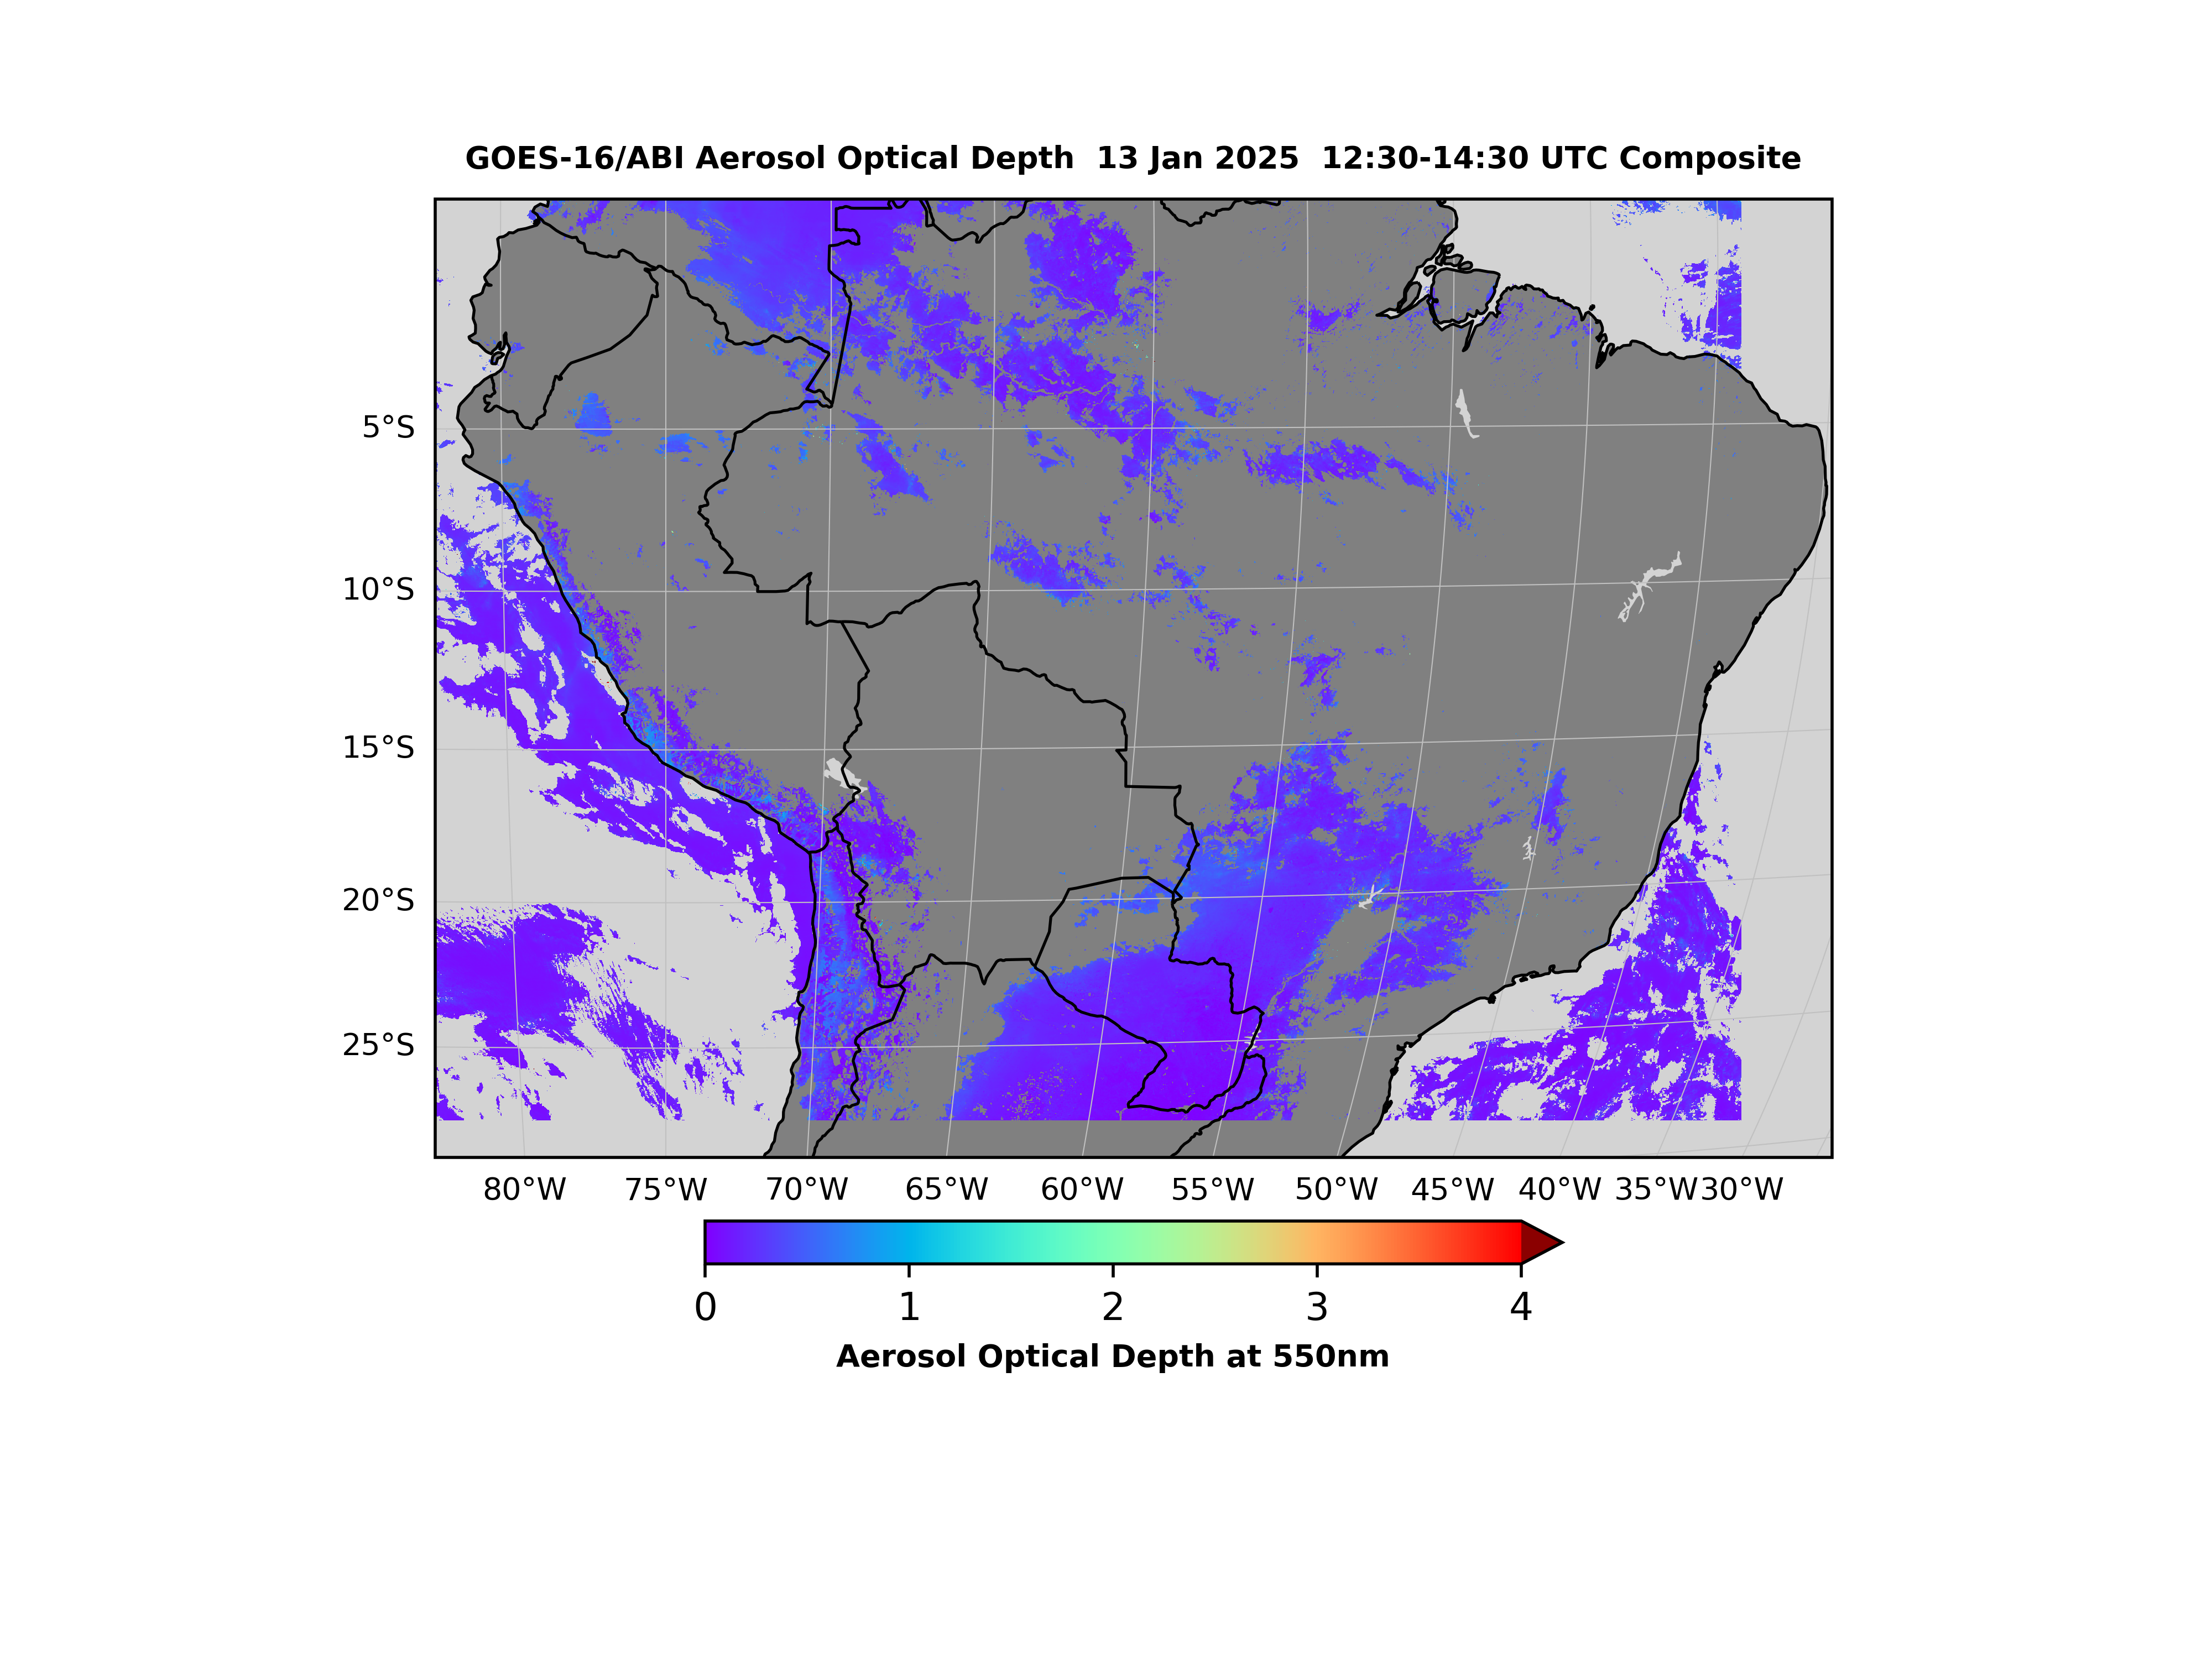 GOES-16/ABI Aerosol Optical Depth  13 Jan 2025  12:30-14:30 UTC Composite
5°S
10°S
15°S
20°S
25°S
80°W 75°W 70°W 65°W 60°W 55°W 50°W 45°W 40°W 35°W 30°W
0 1 2 3 4
Aerosol Optical Depth at 550nm